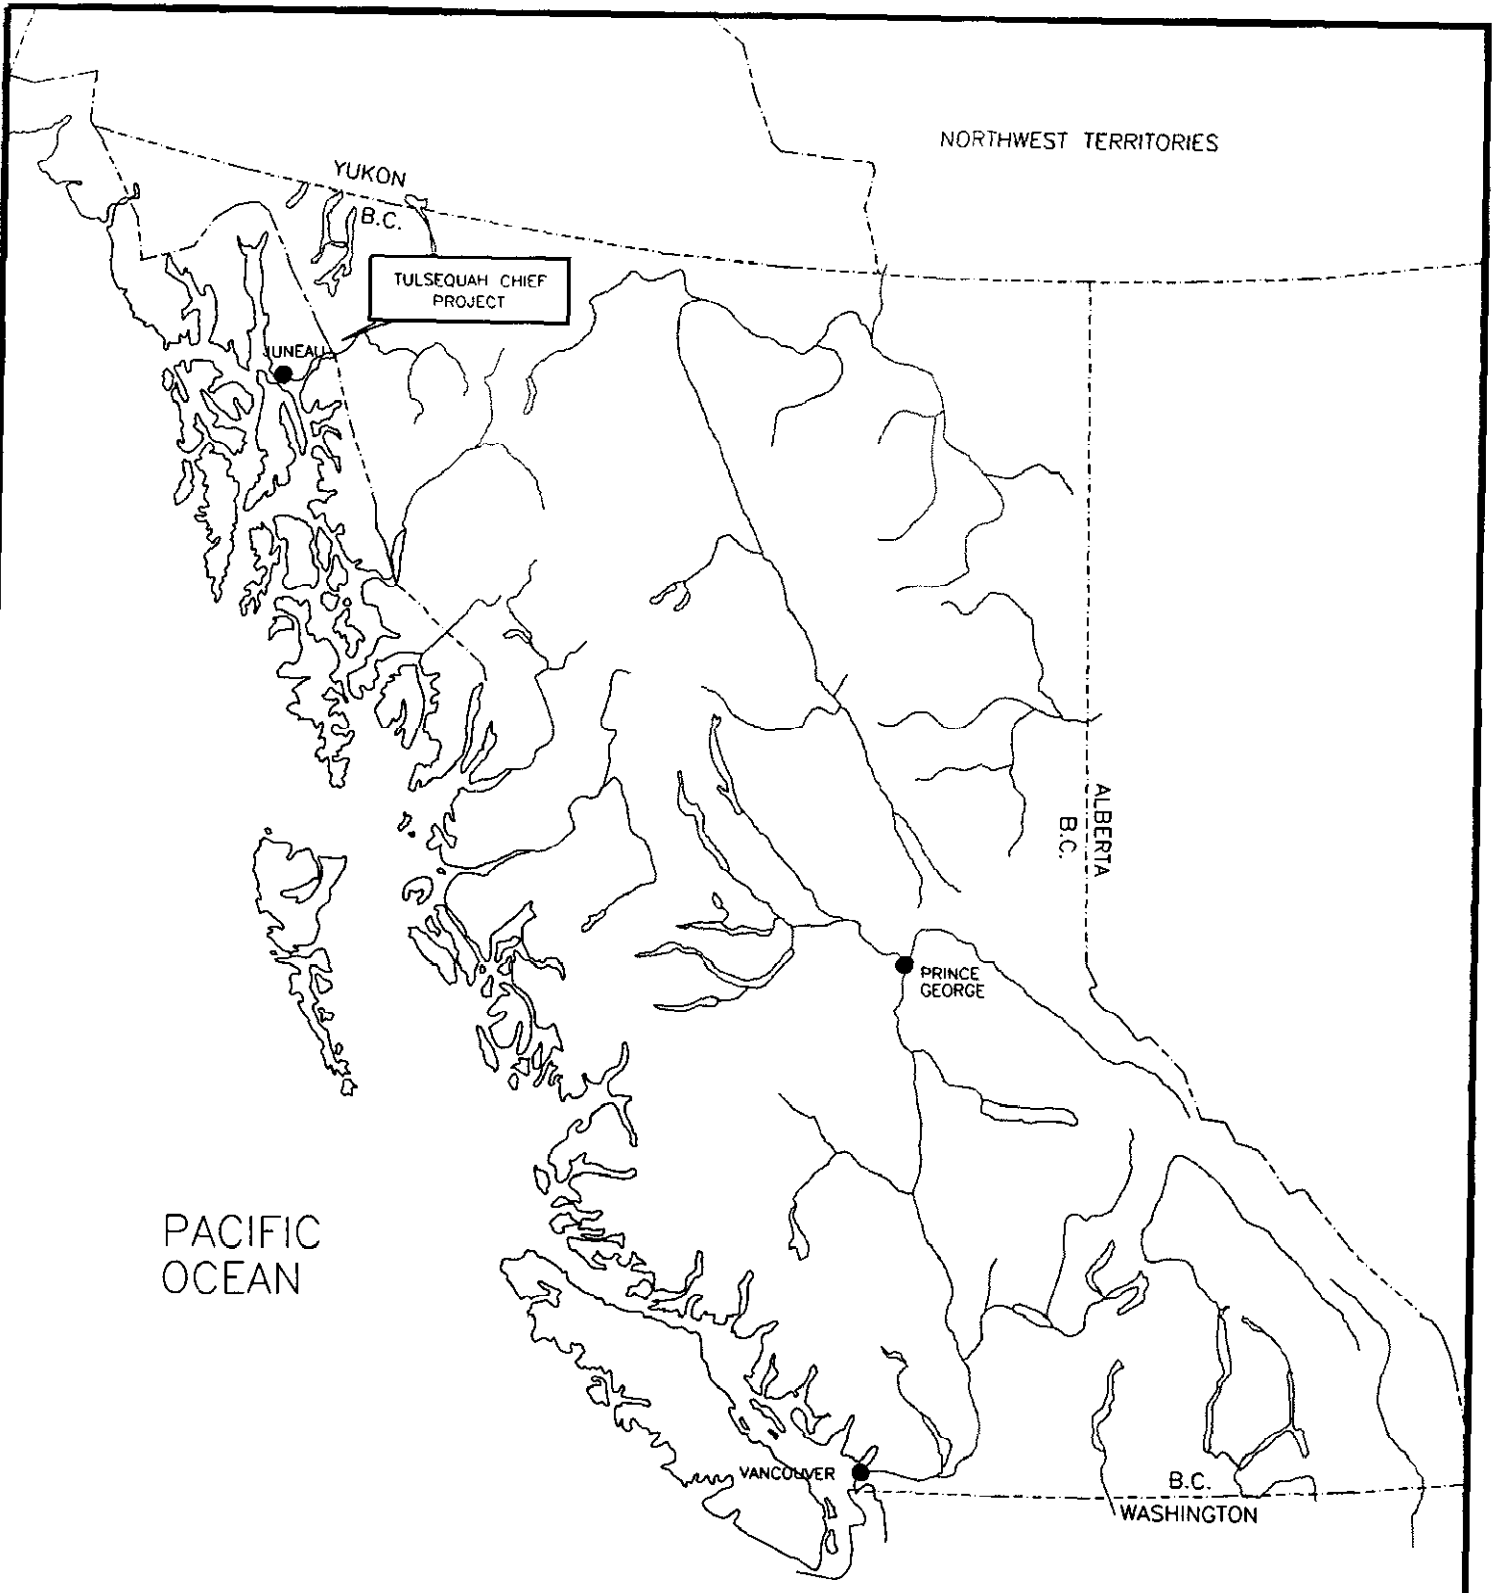 NORTHWEST TERRITORIES
YUKON
B.C.
TULSEQUAH CHIEF
PROJECT
JUNEAU
ALBERTA
B.C.
PRINCE
GEORGE
PACIFIC
OCEAN
VANCOUVER
B.C.
WASHINGTON